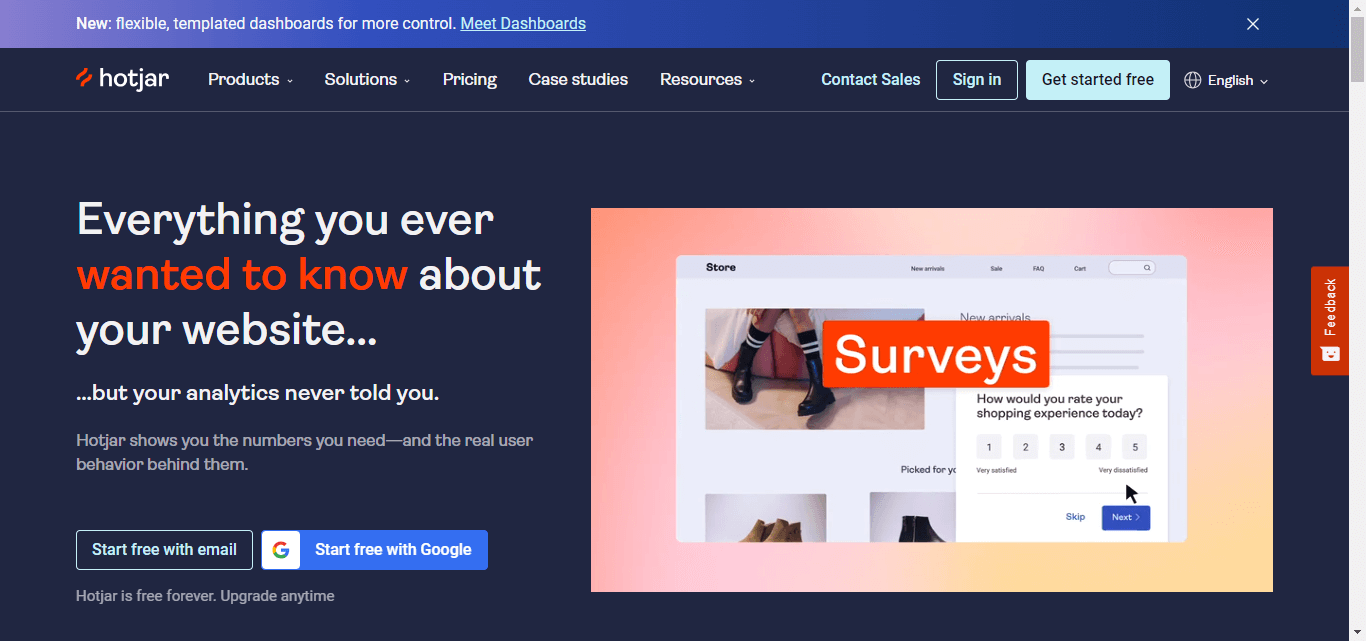 New: flexible, templated dashboards for more control. Meet Dashboards
hotjar Products Solutions Pricing Case studies Resources Contact Sales Sign in Get started free English
Everything you ever
wanted to know about
your website...
...but your analytics never told you.
Hotjar shows you the numbers you need—and the real user
behavior behind them.
Start free with email Start free with Google
Hotjar is free forever. Upgrade anytime
Store New arrivals Sale FAQ Cart
New arrivals
Surveys
How would you rate your
shopping experience today?
1 2 3 4 5
Very satisfied Very dissatisfied
Picked for yo
Skip Next
Feedback